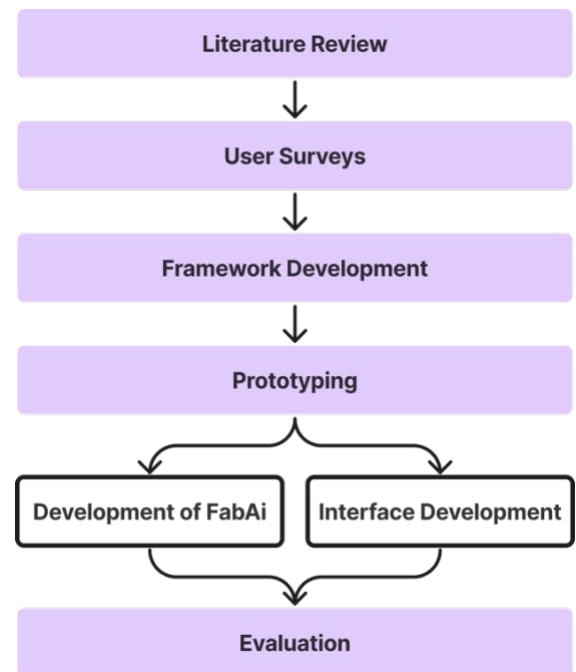 Literature Review
User Surveys
Framework Development
Prototyping
Development of FabAi
Interface Development
Evaluation